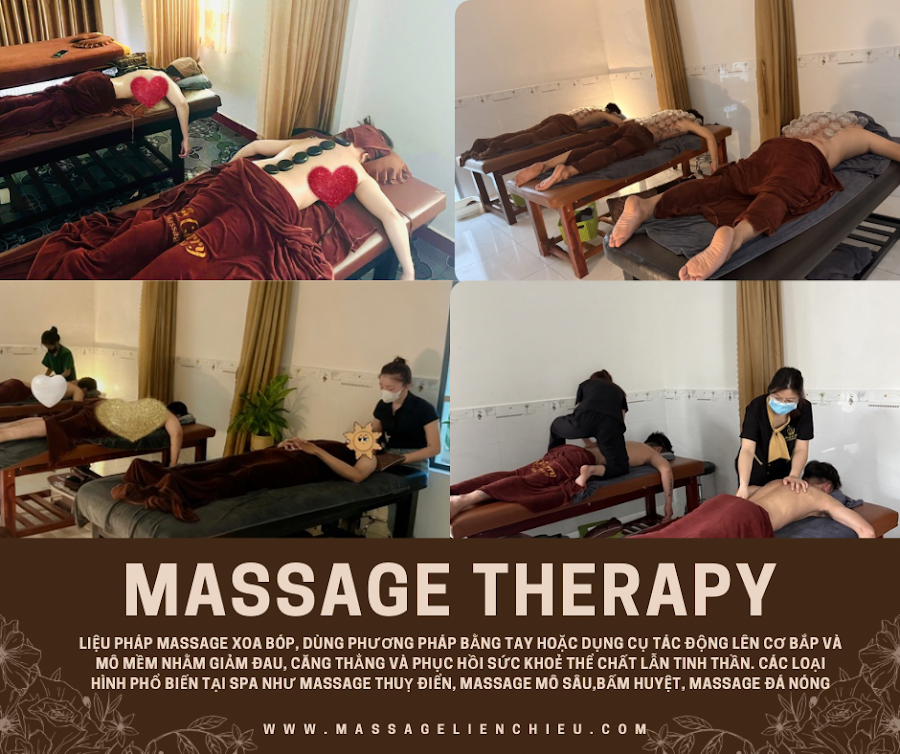 MASSAGE THERAPY
LIỆU PHÁP MASSAGE XOA BÓP, DÙNG PHƯƠNG PHÁP BẰNG TAY HOẶC DỤNG CỤ TÁC ĐỘNG LÊN CƠ BẮP VÀ
MÔ MỀM NHẰM GIẢM ĐAU, CĂNG THẲNG VÀ PHỤC HỒI SỨC KHOẺ THỂ CHẤT LẪN TINH THẦN. CÁC LOẠI
HÌNH PHỔ BIẾN TẠI SPA NHƯ MASSAGE THUỴ ĐIỂN, MASSAGE MÔ SÂU,BẤM HUYỆT, MASSAGE ĐÁ NÓNG
WWW.MASSAGELIENCHIEU.COM